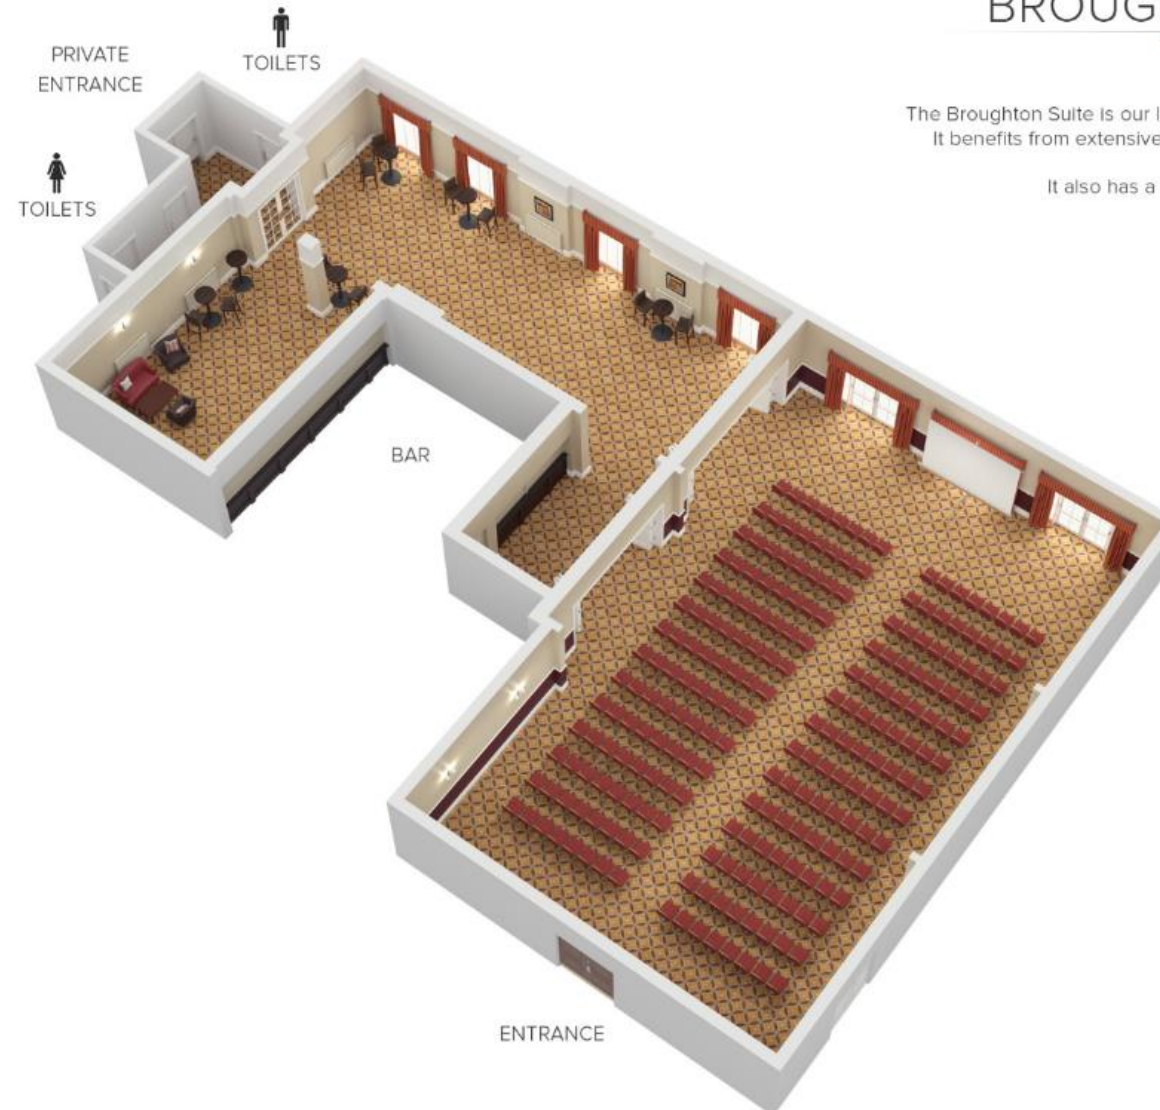 BROUG
TOILETS
PRIVATE
ENTRANCE
TOILETS
The Broughton Suite is our
It benefits from extensive
It also has a
BAR
ENTRANCE